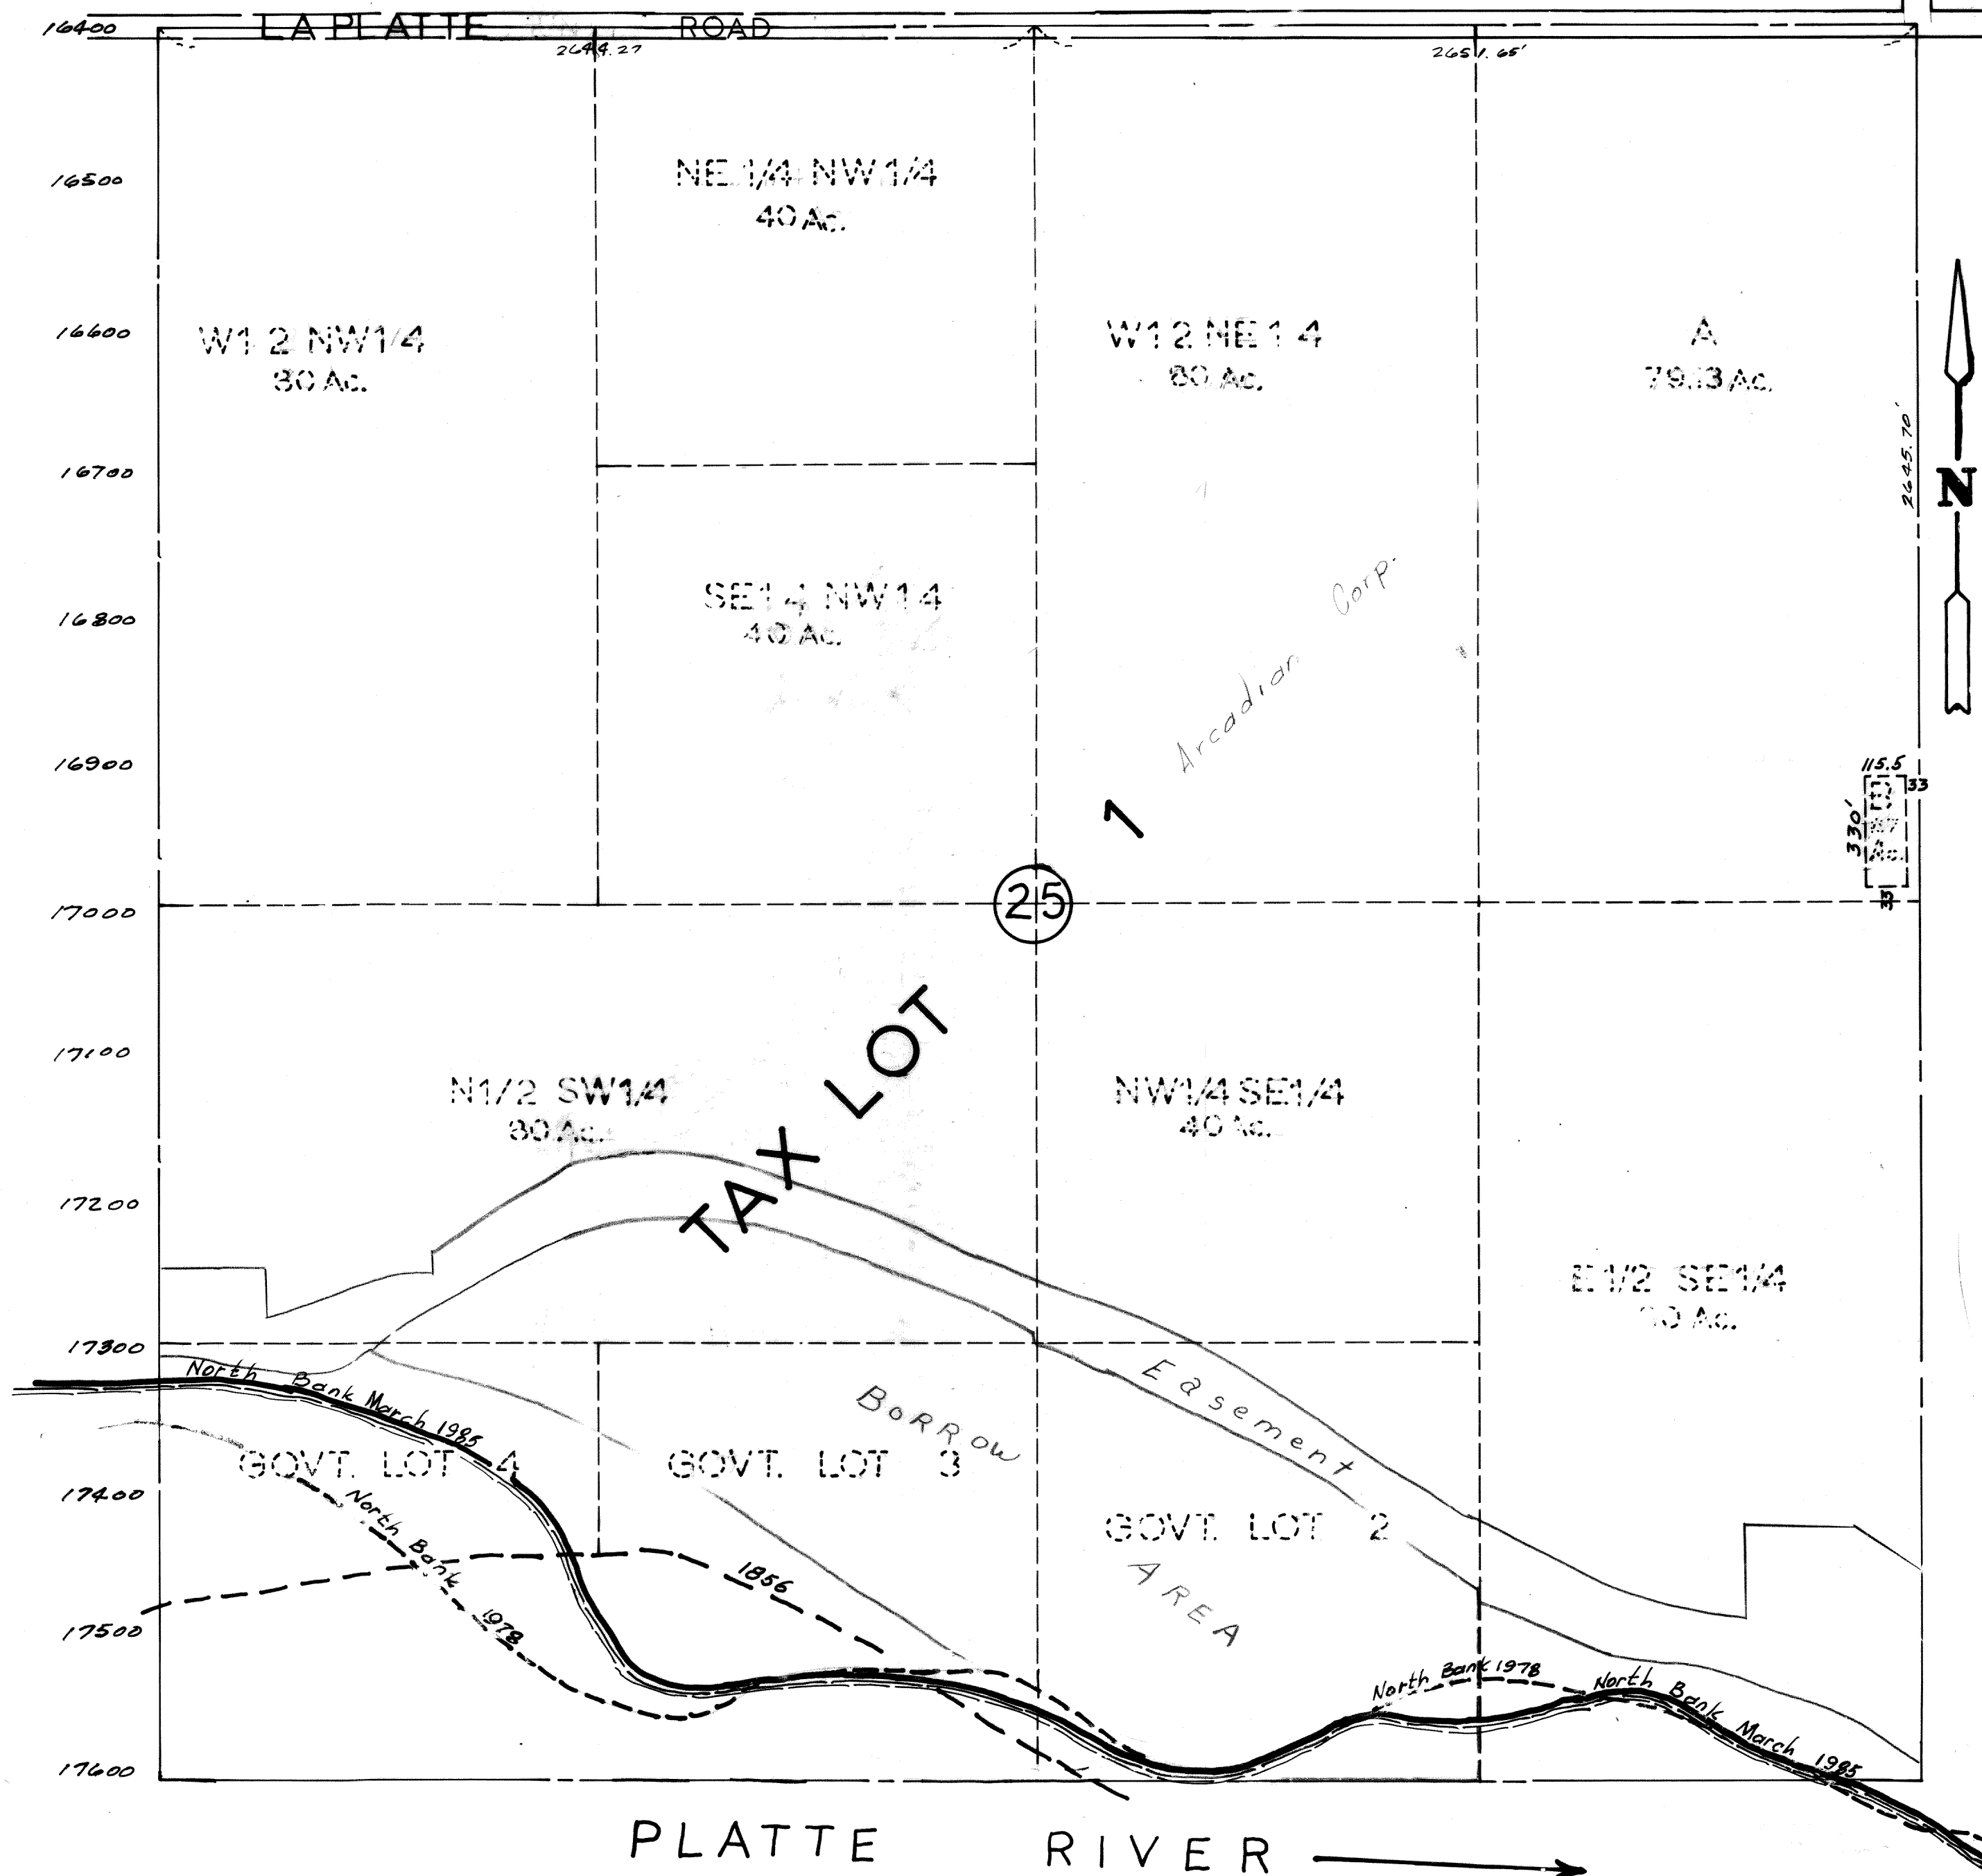 16400
LA PLATTE ROAD
2644.27
2651.65'
16500
NE 1/4 NW 1/4
40 Ac.
16600
W1 2 NW1/4
80 Ac.
W1 2 NE 1 4
80 Ac.
A
79.13 Ac.
2645.70'
N
16700
16800
SE1 4 NW1 4
40 Ac.
Arcadian Corp.
16900
115.5
33
330'
B
Ac.
33
17000
25
TAX LOT 1
17100
N1/2 SW1/4
80 Ac.
NW1/4 SE1/4
40 Ac.
17200
E1/2 SE1/4
Ac.
17300
North Bank March 1985
BORROW
AREA
Easement
GOVT. LOT 4
GOVT. LOT 3
GOVT. LOT 2
17400
North Bank 1978
1856
17500
North Bank 1978
North Bank March 1985
17600
PLATTE RIVER